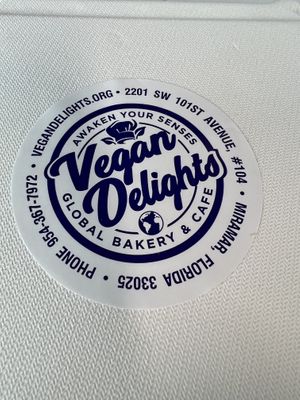 VEGANDELIGHTS.ORG • 2201 SW 101ST AVENUE, #104 • MIRAMAR, FLORIDA 33025 • PHONE 954-367-7972 •
AWAKEN YOUR SENSES
Vegan
Delights
GLOBAL BAKERY & CAFE